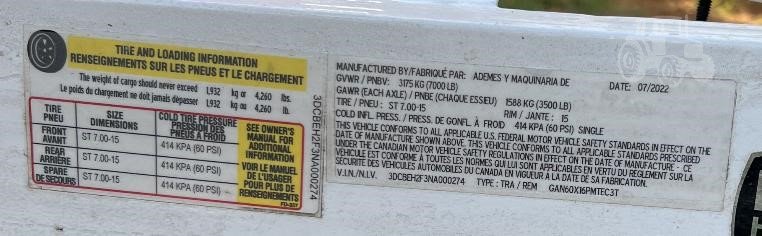 TIRE AND LOADING INFORMATION
RENSEIGNEMENTS SUR LES PNEUS ET LE CHARGEMENT
The weight of cargo should never exceed 1,932 kg or 4,260 lbs.
Le poids du chargement ne doit jamais dépasser 1,932 kg ou 4,260 lb.
TIRE PNEU
SIZE DIMENSIONS
COLD TIRE PRESSURE
PRESSION DES
PNEUS À FROID
FRONT AVANT ST 7.00-15 414 KPA (60 PSI)
REAR ARRIÈRE ST 7.00-15 414 KPA (60 PSI)
SPARE DE SECOURS ST 7.00-15 414 KPA (60 PSI)
SEE OWNER'S
MANUAL FOR
ADDITIONAL
INFORMATION
VOIR LE MANUEL
DE L'USAGER
POUR PLUS DE
RENSEIGNEMENTS
3DCBEH2F3NA000274
MANUFACTURED BY/FABRIQUÉ PAR: ADEMES Y MAQUINARIA DE DATE: 07/2022
GVWR / PNBV: 3175 KG (7000 LB)
GAWR (EACH AXLE) / PNBE (CHAQUE ESSIEU) 1588 KG (3500 LB)
TIRE / PNEU : ST 7.00-15 RIM / JANTE : 15
COLD INFL. PRESS. / PRESS. DE GONFL. À FROID 414 KPA (60 PSI) SINGLE
THIS VEHICLE CONFORMS TO ALL APPLICABLE U.S. FEDERAL MOTOR VEHICLE SAFETY STANDARDS IN EFFECT ON THE
DATE OF MANUFACTURE SHOWN ABOVE. THIS VEHICLE CONFORMS TO ALL APPLICABLE STANDARDS PRESCRIBED
UNDER THE CANADIAN MOTOR VEHICLE SAFETY REGULATIONS IN EFFECT ON THE DATE OF MANUFACTURE - CE
VÉHICULE EST CONFORME À TOUTES LES NORMES QUI LUI SONT APPLICABLES EN VERTU DU RÈGLEMENT SUR LA
SÉCURITÉ DES VÉHICULES AUTOMOBILES DU CANADA EN VIGUEUR À LA DATE DE SA FABRICATION.
V.I.N./N.I.V. 3DCBEH2F3NA000274 TYPE : TRA / REM GAN60X16PMTEC3T